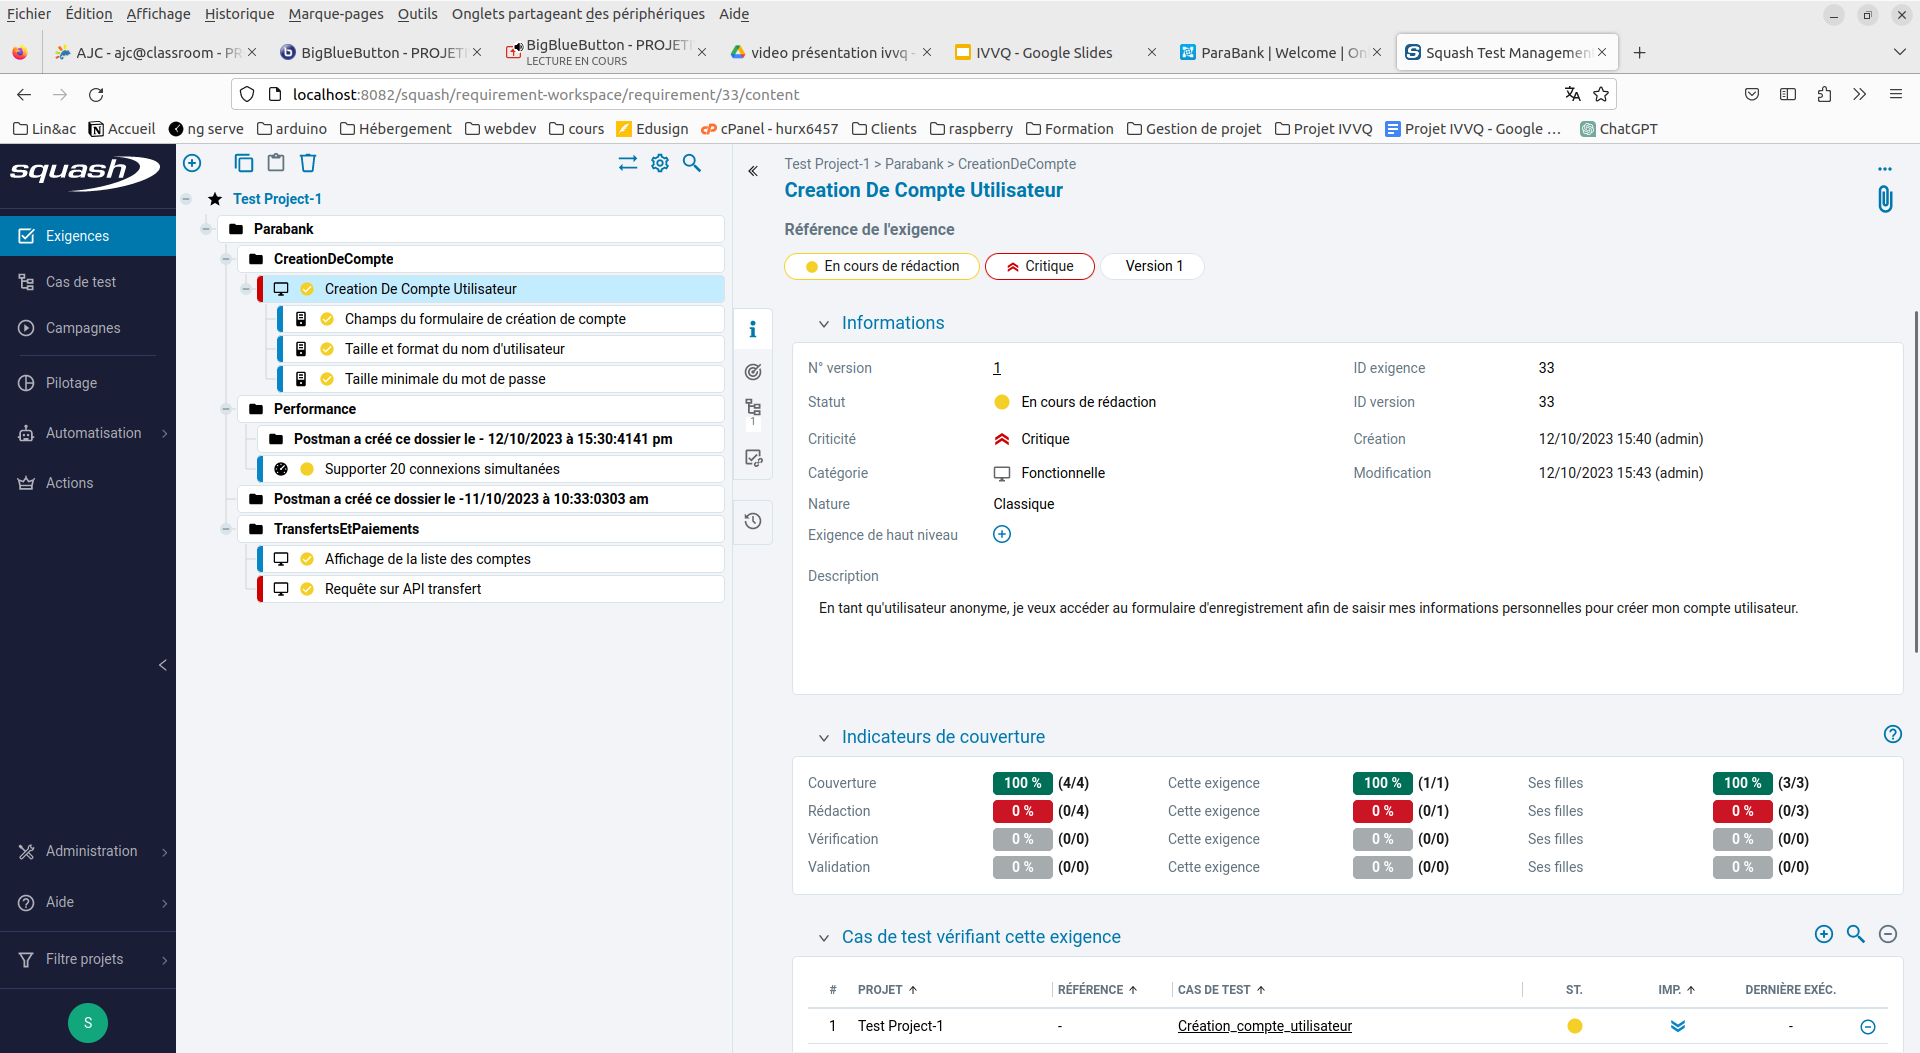 Fichier Édition Affichage Historique Marque-pages Outils Onglets partageant des périphériques Aide
AJC - ajc@classroom - PR
BigBlueButton - PROJETI
BigBlueButton - PROJETI
LECTURE EN COURS
video présentation ivvq -
IVVQ - Google Slides
ParaBank | Welcome | On
Squash Test Managemen
localhost:8082/squash/requirement-workspace/requirement/33/content
Lin&ac Accueil ng serve arduino Hébergement webdev cours Edusign cPanel - hurx6457 Clients raspberry Formation Gestion de projet Projet IVVQ Projet IVVQ - Google … ChatGPT
squash
Exigences
Cas de test
Campagnes
Pilotage
Automatisation
Actions
Administration
Aide
Filtre projets
S
Test Project-1
Parabank
CreationDeCompte
Creation De Compte Utilisateur
Champs du formulaire de création de compte
Taille et format du nom d'utilisateur
Taille minimale du mot de passe
Performance
Postman a créé ce dossier le - 12/10/2023 à 15:30:4141 pm
Supporter 20 connexions simultanées
Postman a créé ce dossier le -11/10/2023 à 10:33:0303 am
TransfertsEtPaiements
Affichage de la liste des comptes
Requête sur API transfert
1
Test Project-1 > Parabank > CreationDeCompte
Creation De Compte Utilisateur
Référence de l'exigence
En cours de rédaction Critique Version 1
Informations
N° version 1 ID exigence 33
Statut En cours de rédaction ID version 33
Criticité Critique Création 12/10/2023 15:40 (admin)
Catégorie Fonctionnelle Modification 12/10/2023 15:43 (admin)
Nature Classique
Exigence de haut niveau
Description
En tant qu'utilisateur anonyme, je veux accéder au formulaire d'enregistrement afin de saisir mes informations personnelles pour créer mon compte utilisateur.
Indicateurs de couverture
Couverture 100 % (4/4) Cette exigence 100 % (1/1) Ses filles 100 % (3/3)
Rédaction 0 % (0/4) Cette exigence 0 % (0/1) Ses filles 0 % (0/3)
Vérification 0 % (0/0) Cette exigence 0 % (0/0) Ses filles 0 % (0/0)
Validation 0 % (0/0) Cette exigence 0 % (0/0) Ses filles 0 % (0/0)
Cas de test vérifiant cette exigence
# PROJET RÉFÉRENCE CAS DE TEST ST. IMP. DERNIÈRE EXÉC.
1 Test Project-1 - Création_compte_utilisateur -